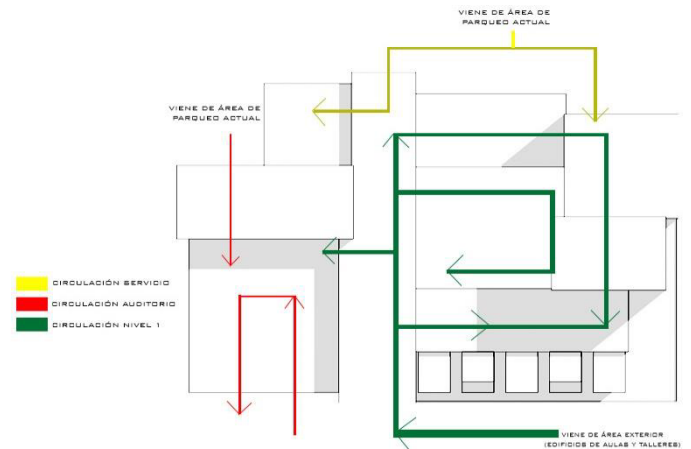 VIENE DE ÁREA DE
PARQUEO ACTUAL
VIENE DE ÁREA DE
PARQUEO ACTUAL
CIRCULACIÓN SERVICIO
CIRCULACIÓN AUDITORIO
CIRCULACIÓN NIVEL 1
VIENE DE ÁREA EXTERIOR
(EDIFICIOS DE AULAS Y TALLERES)